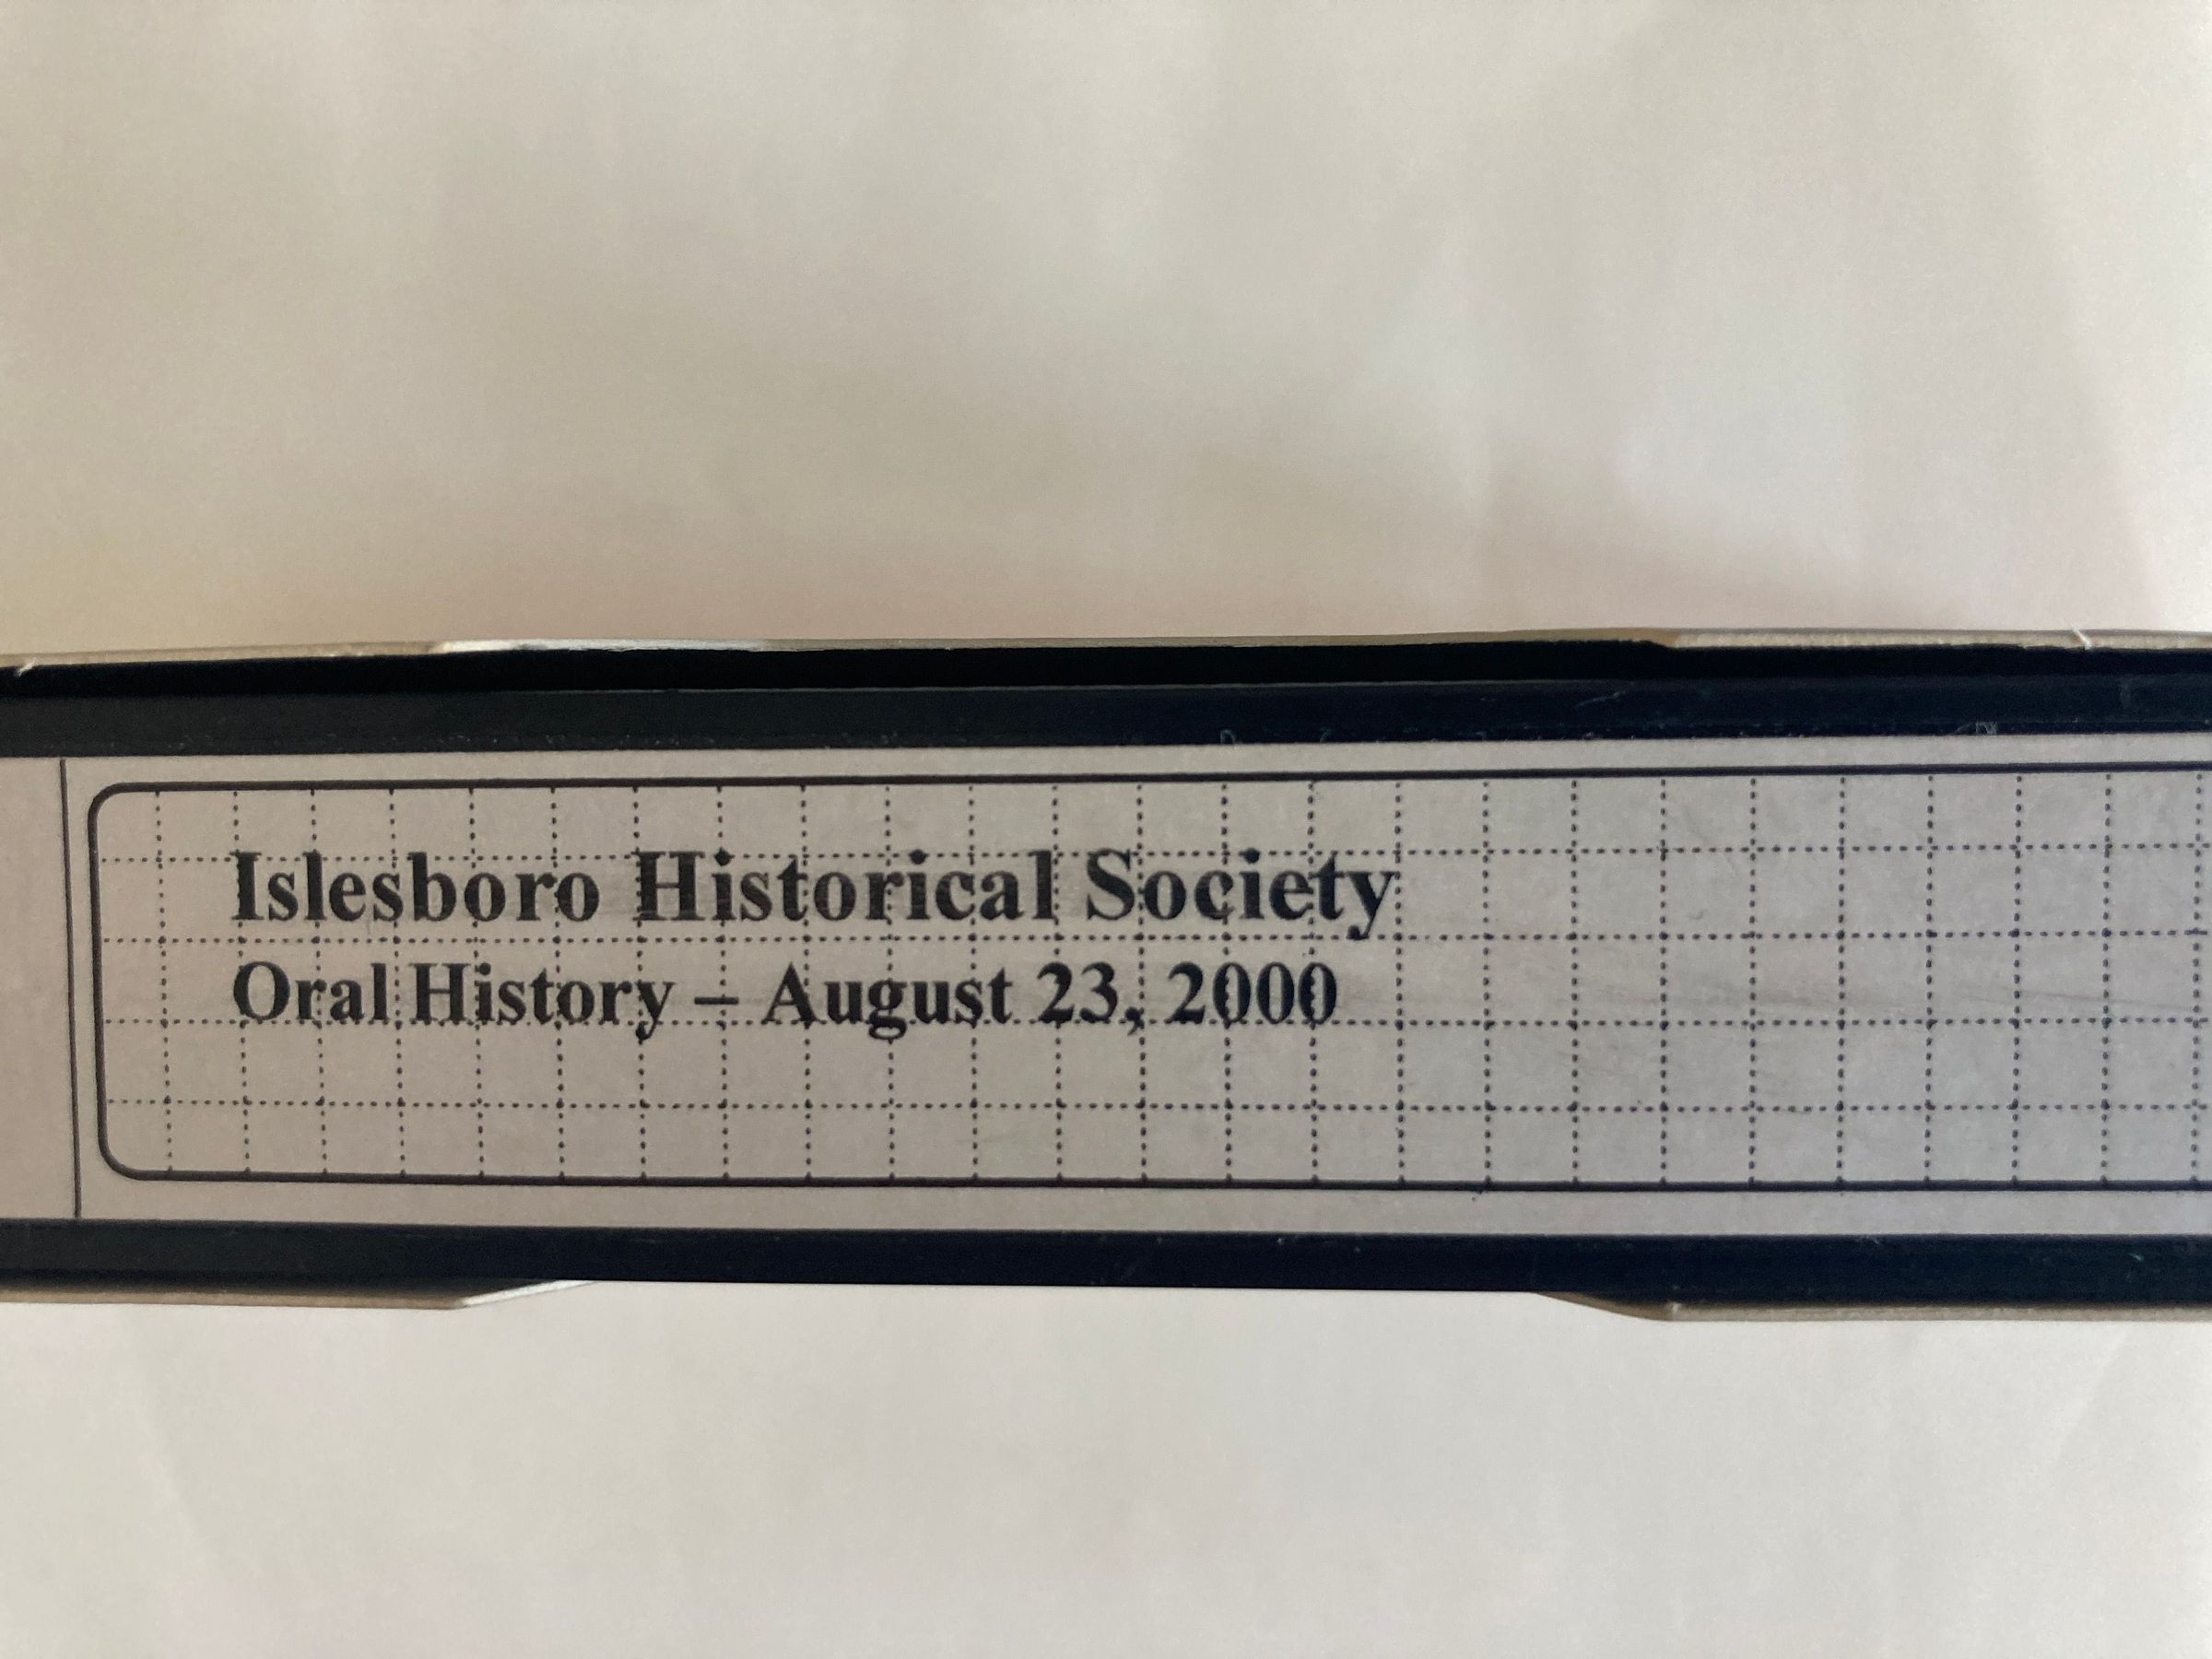 Islesboro Historical Society
Oral History – August 23, 2000